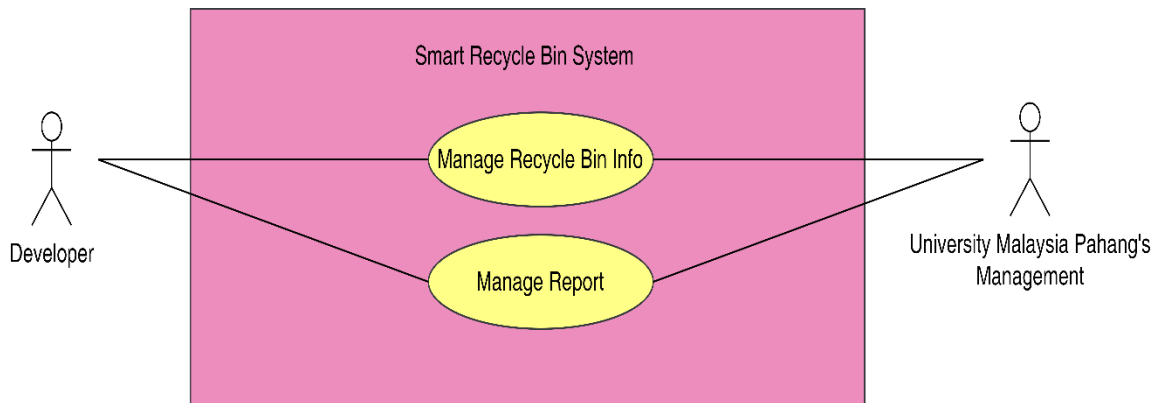 Smart Recycle Bin System
Manage Recycle Bin Info
Developer
University Malaysia Pahang's
Management
Manage Report